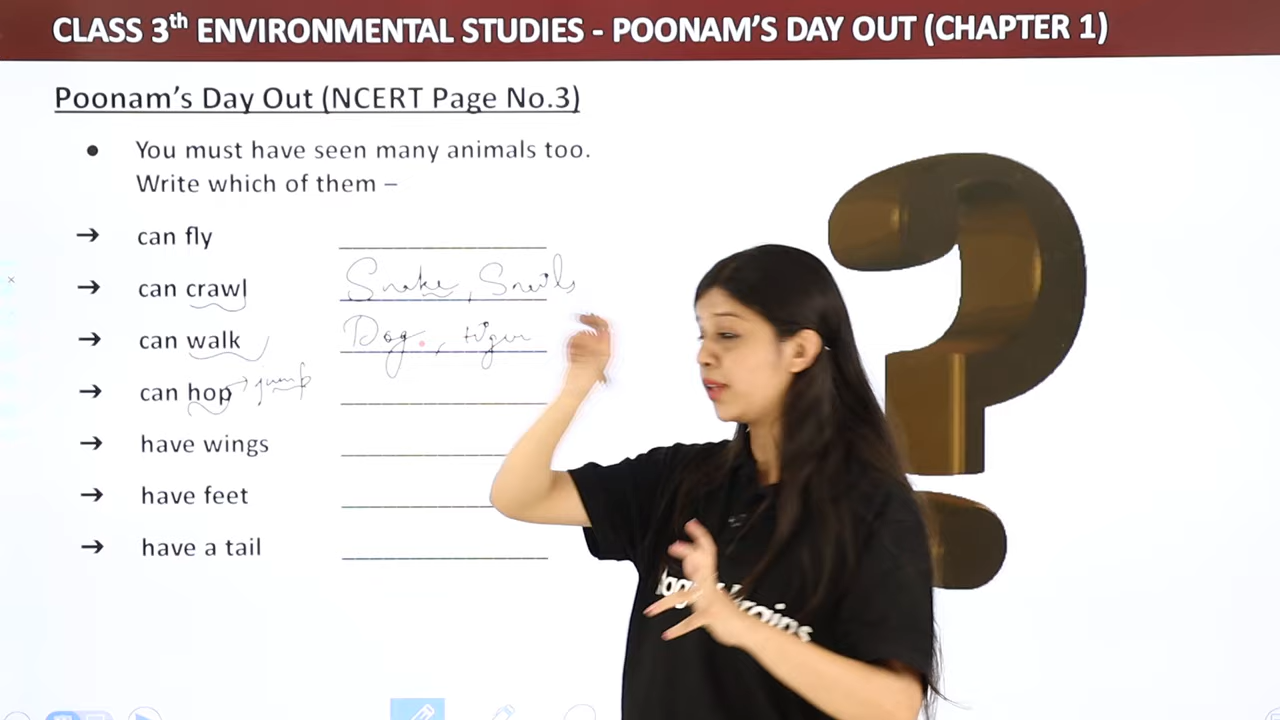 CLASS 3th ENVIRONMENTAL STUDIES - POONAM'S DAY OUT (CHAPTER 1)
Poonam's Day Out (NCERT Page No.3)
● You must have seen many animals too.
Write which of them –
➔ can fly
➔ can crawl Snake, Snails
➔ can walk Dog, tiger
➔ can hop → jump
➔ have wings
➔ have feet
➔ have a tail